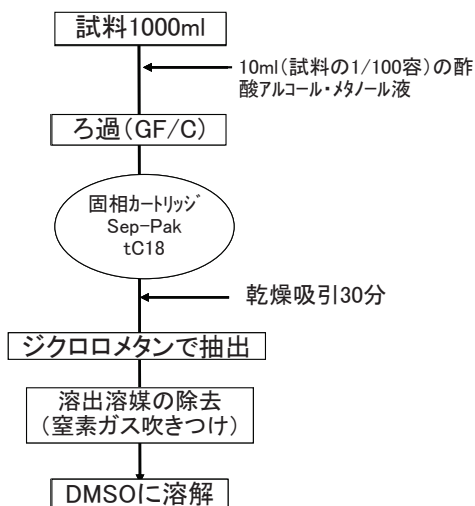 試料1000ml
10ml(試料の1/100容)の酢
酸アルコール・メタノール液
ろ過(GF/C)
固相カートリッジ
Sep-Pak
tC18
乾燥吸引30分
ジクロロメタンで抽出
溶出溶媒の除去
(窒素ガス吹きつけ)
DMSOに溶解